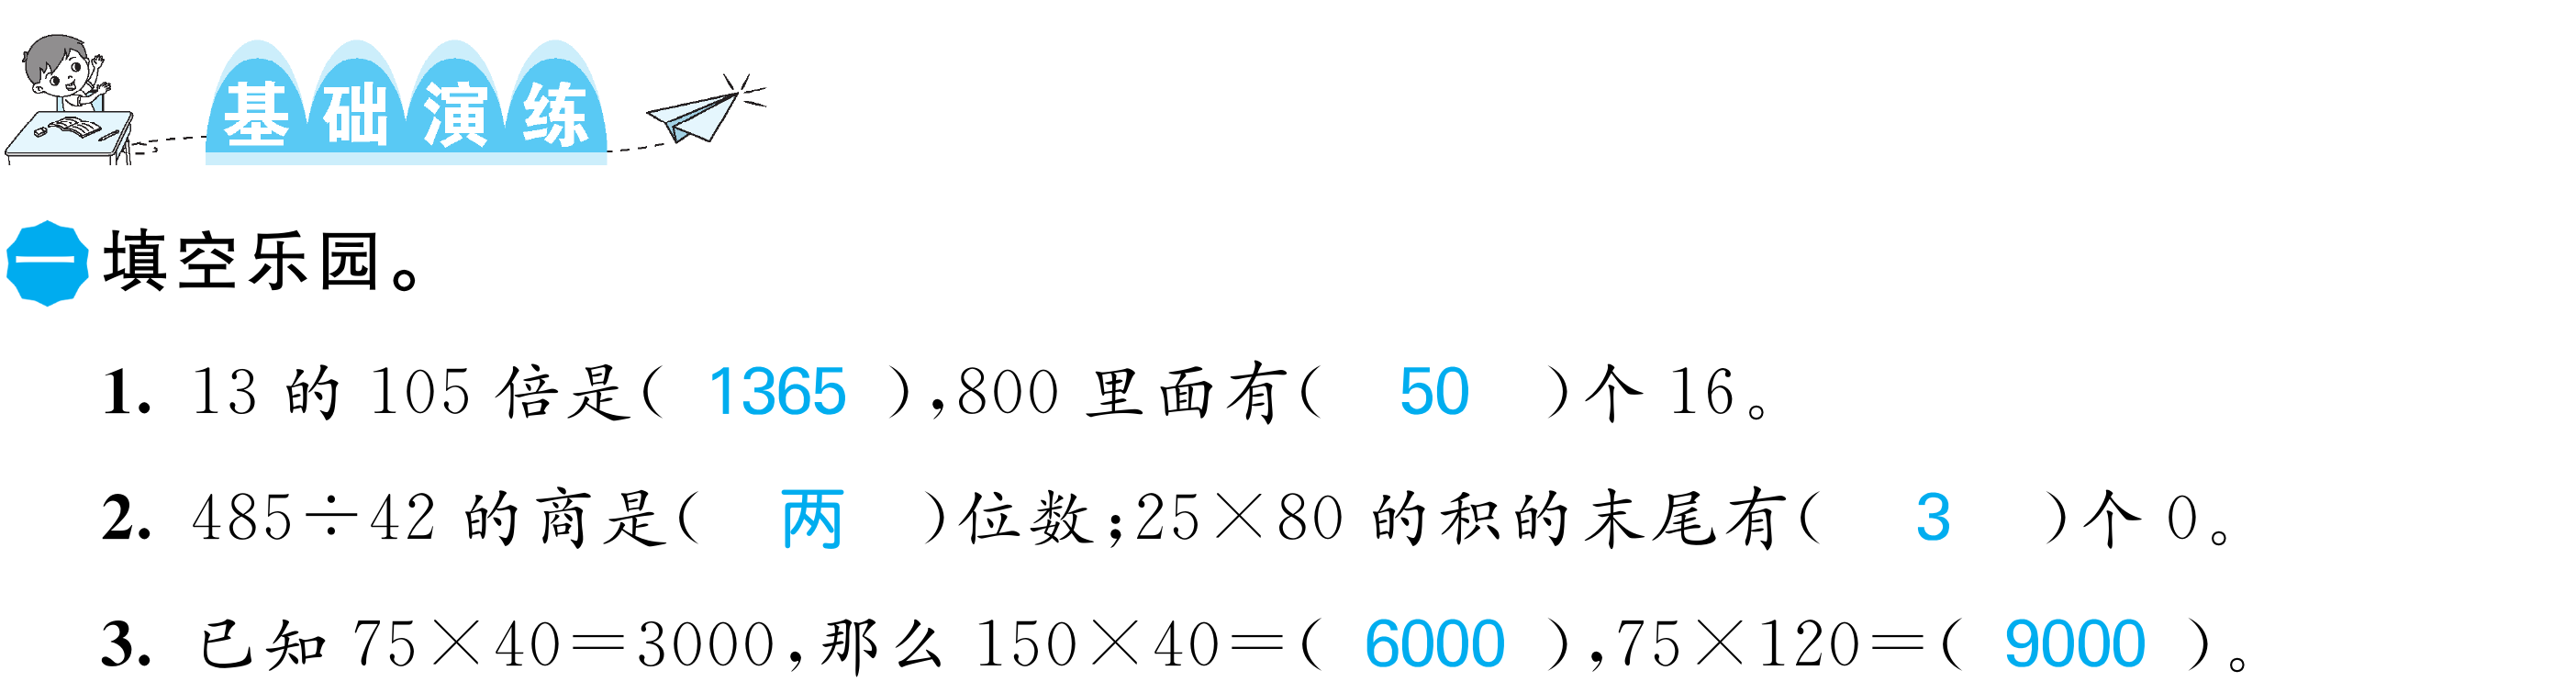 基础演练
一 填空乐园。
1. 13 的 105 倍是( 1365 ),800 里面有( 50 )个 16。
2. 485÷42 的商是( 两 )位数;25×80 的积的末尾有( 3 )个 0。
3. 已知 75×40=3000,那么 150×40=( 6000 ),75×120=( 9000 )。